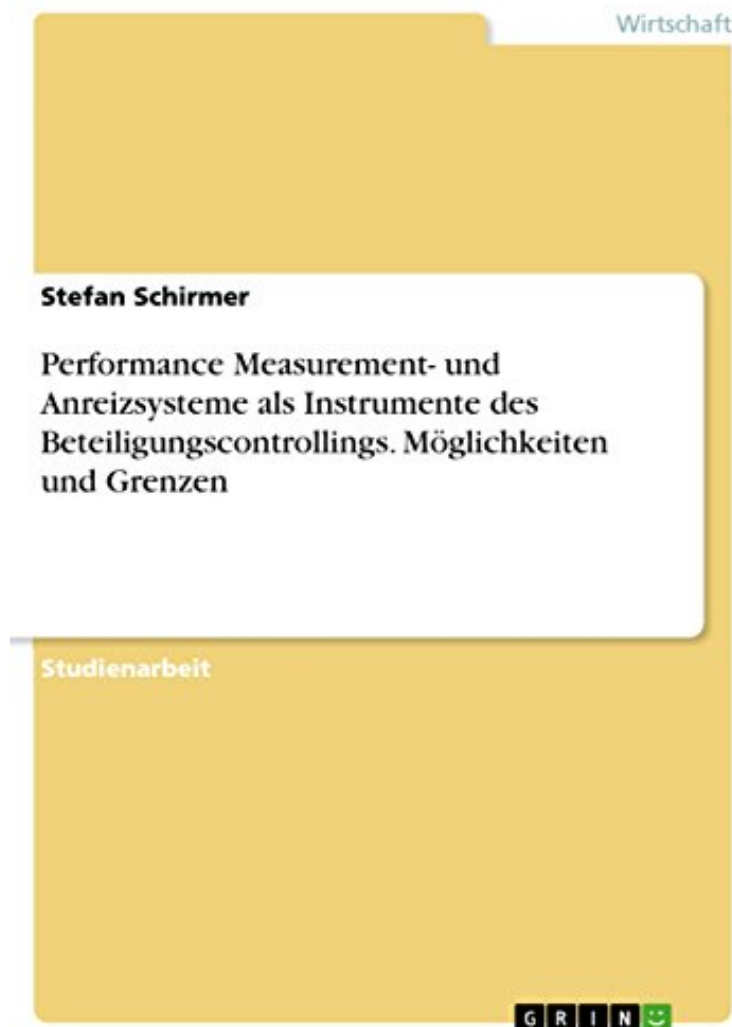 Wirtschaft
Stefan Schirmer
Performance Measurement- und
Anreizsysteme als Instrumente des
Beteiligungscontrollings. Möglichkeiten
und Grenzen
Studienarbeit
GRIN